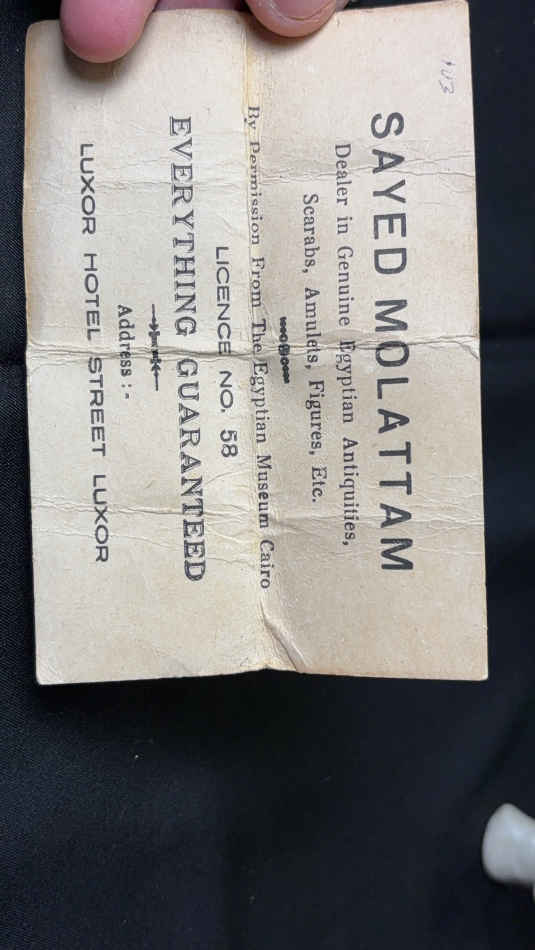 SAYED MOLATTAM
Dealer in Genuine Egyptian Antiquities,
Scarabs, Amulets, Figures, Etc.
By Permission From The Egyptian Museum Cairo
LICENCE NO. 58
EVERYTHING GUARANTEED
Address :-
LUXOR HOTEL STREET LUXOR